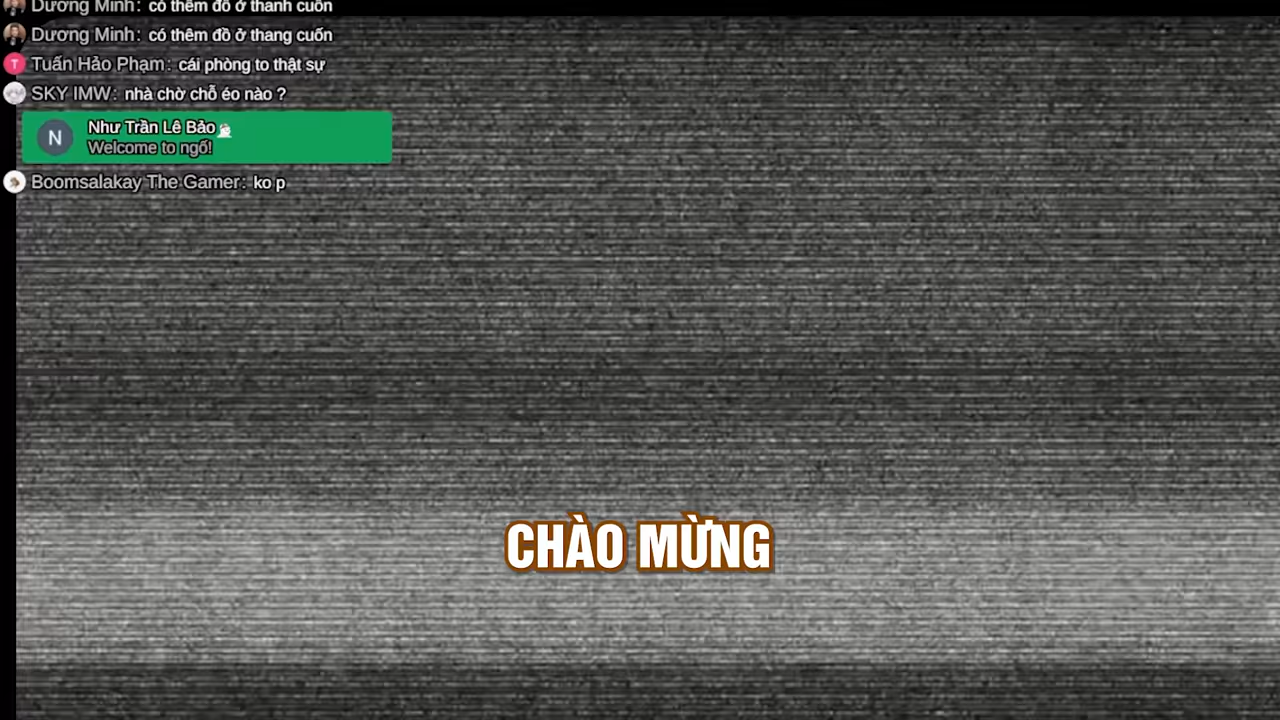 Dương Minh: có thêm đồ ở thanh cuốn
Dương Minh: có thêm đồ ở thang cuốn
T Tuấn Hảo Phạm: cái phòng to thật sự
SKY IMW: nhà chờ chỗ éo nào ?
N Như Trần Lê Bảo
Welcome to ngố!
Boomsalakay The Gamer: ko p
CHÀO MỪNG